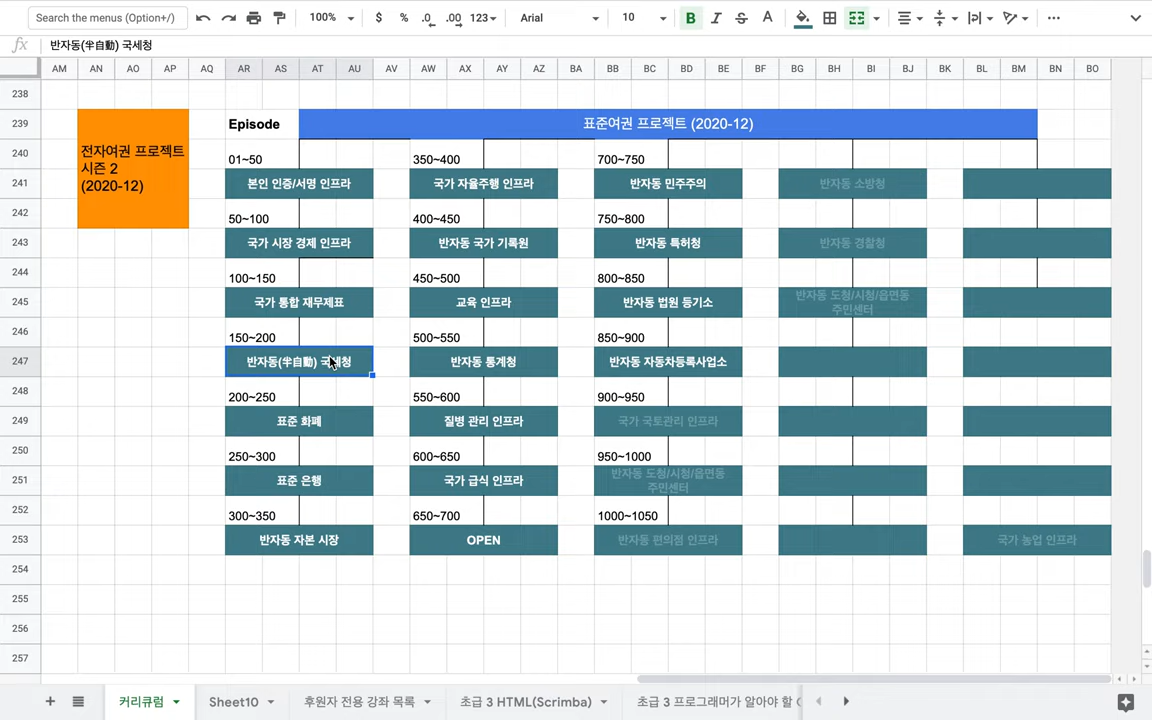 Search the menus (Option+/)
100%
$ % .0 .00 123
Arial
10
B I S A
fx 반자동(半自動) 국세청
AM AN AO AP AQ AR AS AT AU AV AW AX AY AZ BA BB BC BD BE BF BG BH BI BJ BK BL BM BN BO
238
239
Episode
표준여권 프로젝트 (2020-12)
전자여권 프로젝트
시즌 2
(2020-12)
240
01~50
350~400
700~750
241
본인 인증/서명 인프라
국가 자율주행 인프라
반자동 민주주의
반자동 소방청
242
50~100
400~450
750~800
243
국가 시장 경제 인프라
반자동 국가 기록원
반자동 특허청
반자동 경찰청
244
100~150
450~500
800~850
245
국가 통합 재무제표
교육 인프라
반자동 법원 등기소
반자동 도청/시청/읍면동
주민센터
246
150~200
500~550
850~900
247
반자동(半自動) 국세청
반자동 통계청
반자동 자동차등록사업소
248
200~250
550~600
900~950
249
표준 화폐
질병 관리 인프라
국가 국토관리 인프라
250
250~300
600~650
950~1000
251
표준 은행
국가 급식 인프라
반자동 도청/시청/읍면동
주민센터
252
300~350
650~700
1000~1050
253
반자동 자본 시장
OPEN
반자동 편의점 인프라
국가 농업 인프라
254
255
256
257
커리큐럼
Sheet10
후원자 전용 강좌 목록
초급 3 HTML(Scrimba)
초급 3 프로그래머가 알아야 할